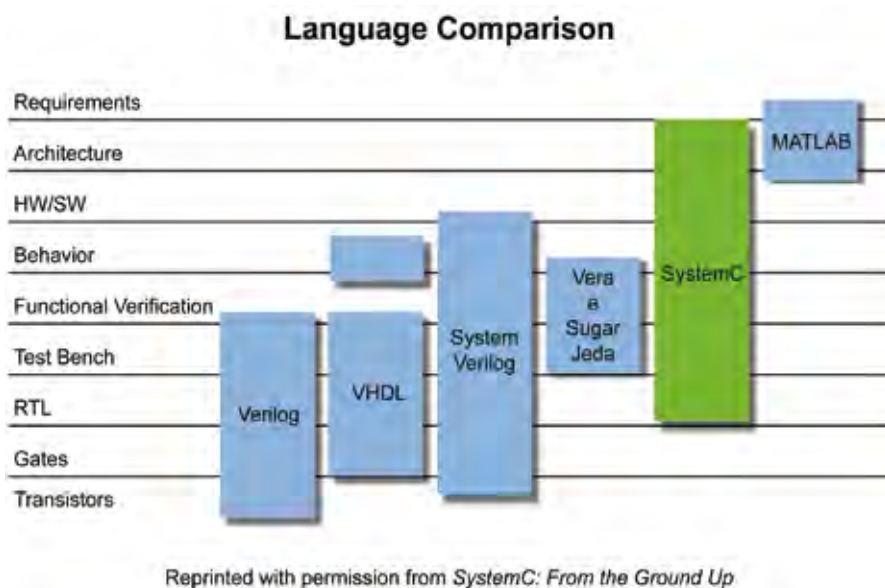 Language Comparison
Requirements
Architecture
HW/SW
Behavior
Functional Verification
Test Bench
RTL
Gates
Transistors
Verilog
VHDL
System
Verilog
Vera
e
Sugar
Jeda
SystemC
MATLAB
Reprinted with permission from SystemC: From the Ground Up